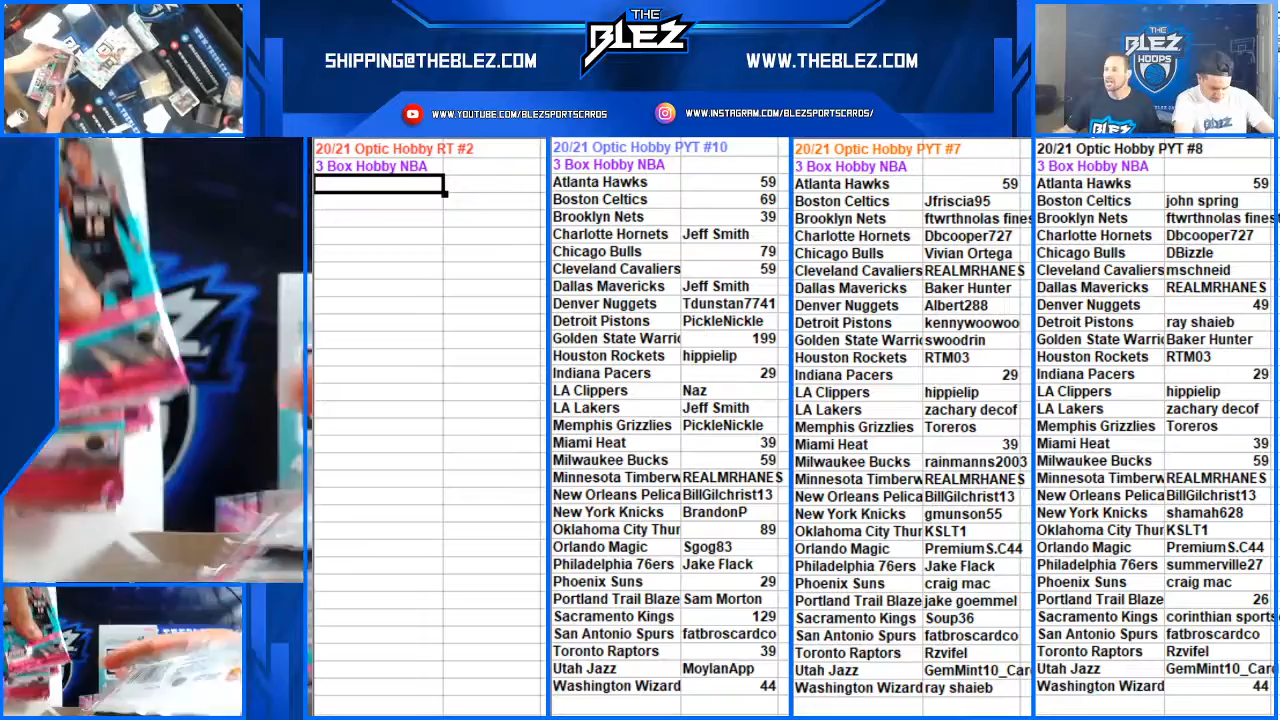 THE
BLEZ
SHIPPING@THEBLEZ.COM
WWW.THEBLEZ.COM
WWW.YOUTUBE.COM/BLEZSPORTSCARDS
WWW.INSTAGRAM.COM/BLEZSPORTSCARDS/
THE
BLEZ
HOOPS
20/21 Optic Hobby RT #2
3 Box Hobby NBA
20/21 Optic Hobby PYT #10
3 Box Hobby NBA
Atlanta Hawks 59
Boston Celtics 69
Brooklyn Nets 39
Charlotte Hornets Jeff Smith
Chicago Bulls 79
Cleveland Cavaliers 59
Dallas Mavericks Jeff Smith
Denver Nuggets Tdunstan7741
Detroit Pistons PickleNickle
Golden State Warric 199
Houston Rockets hippielip
Indiana Pacers 29
LA Clippers Naz
LA Lakers Jeff Smith
Memphis Grizzlies PickleNickle
Miami Heat 39
Milwaukee Bucks 59
Minnesota Timberw REALMRHANES
New Orleans Pelica BillGilchrist13
New York Knicks BrandonP
Oklahoma City Thur 89
Orlando Magic Sgog83
Philadelphia 76ers Jake Flack
Phoenix Suns 29
Portland Trail Blaze Sam Morton
Sacramento Kings 129
San Antonio Spurs fatbroscardco
Toronto Raptors 39
Utah Jazz MoylanApp
Washington Wizard 44
20/21 Optic Hobby PYT #7
3 Box Hobby NBA
Atlanta Hawks 59
Boston Celtics Jfriscia95
Brooklyn Nets ftwrthnolas fines
Charlotte Hornets Dbcooper727
Chicago Bulls Vivian Ortega
Cleveland Cavaliers REALMRHANES
Dallas Mavericks Baker Hunter
Denver Nuggets Albert288
Detroit Pistons kennywoowoo
Golden State Warric swoodrin
Houston Rockets RTM03
Indiana Pacers 29
LA Clippers hippielip
LA Lakers zachary decof
Memphis Grizzlies Toreros
Miami Heat 39
Milwaukee Bucks rainmanns2003
Minnesota Timberw REALMRHANES
New Orleans Pelica BillGilchrist13
New York Knicks gmunson55
Oklahoma City Thur KSLT1
Orlando Magic PremiumS.C44
Philadelphia 76ers Jake Flack
Phoenix Suns craig mac
Portland Trail Blaze jake goemmel
Sacramento Kings Soup36
San Antonio Spurs fatbroscardco
Toronto Raptors Rzvifel
Utah Jazz GemMint10_Car
Washington Wizard ray shaieb
20/21 Optic Hobby PYT #8
3 Box Hobby NBA
Atlanta Hawks 59
Boston Celtics john spring
Brooklyn Nets ftwrthnolas finest
Charlotte Hornets Dbcooper727
Chicago Bulls DBizzle
Cleveland Cavaliers mschneid
Dallas Mavericks REALMRHANES
Denver Nuggets 49
Detroit Pistons ray shaieb
Golden State Warric Baker Hunter
Houston Rockets RTM03
Indiana Pacers 29
LA Clippers hippielip
LA Lakers zachary decof
Memphis Grizzlies Toreros
Miami Heat 39
Milwaukee Bucks 59
Minnesota Timberw REALMRHANES
New Orleans Pelica BillGilchrist13
New York Knicks shamah628
Oklahoma City Thur KSLT1
Orlando Magic PremiumS.C44
Philadelphia 76ers summerville27
Phoenix Suns craig mac
Portland Trail Blaze 26
Sacramento Kings corinthian sports
San Antonio Spurs fatbroscardco
Toronto Raptors Rzvifel
Utah Jazz GemMint10_Car
Washington Wizard 44